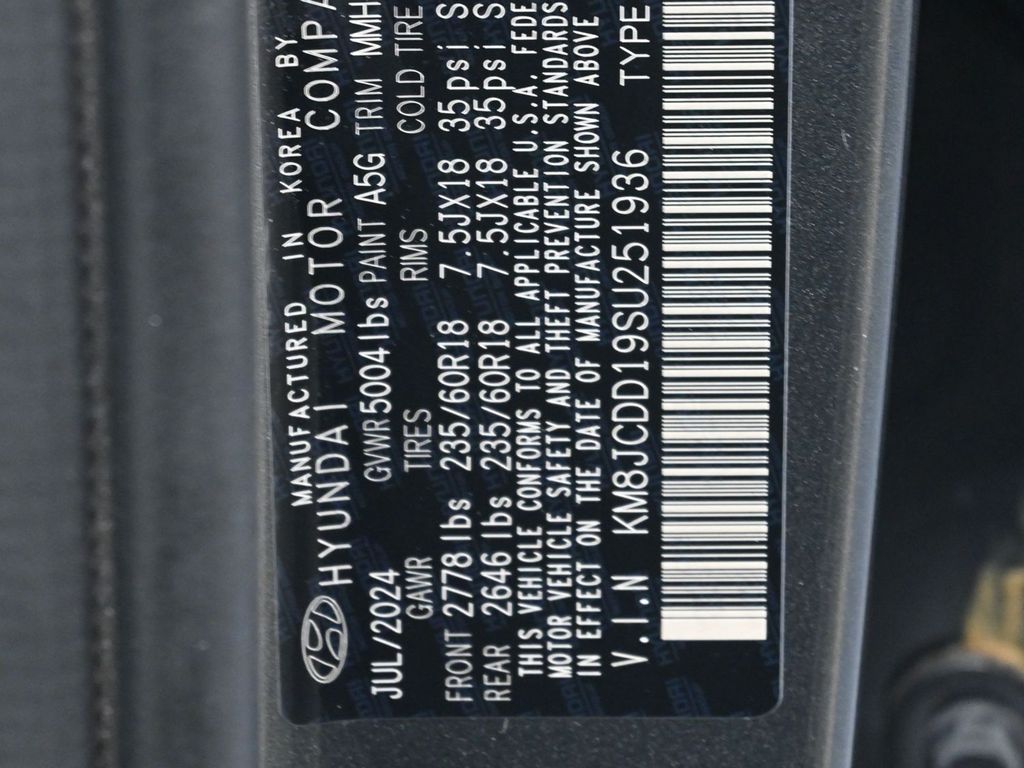 MANUFACTURED IN KOREA BY
HYUNDAI MOTOR COMPA
JUL/2024 GVWR 5004lbs PAINT A5G TRIM MMH
GAWR TIRES RIMS COLD TIRE
FRONT 2778 lbs 235/60R18 7.5JX18 35psi S
REAR 2646 lbs 235/60R18 7.5JX18 35psi S
THIS VEHICLE CONFORMS TO ALL APPLICABLE U.S.A. FEDE
MOTOR VEHICLE SAFETY AND THEFT PREVENTION STANDARDS
IN EFFECT ON THE DATE OF MANUFACTURE SHOWN ABOVE
V.I.N KM8JCDD19SU251936 TYPE